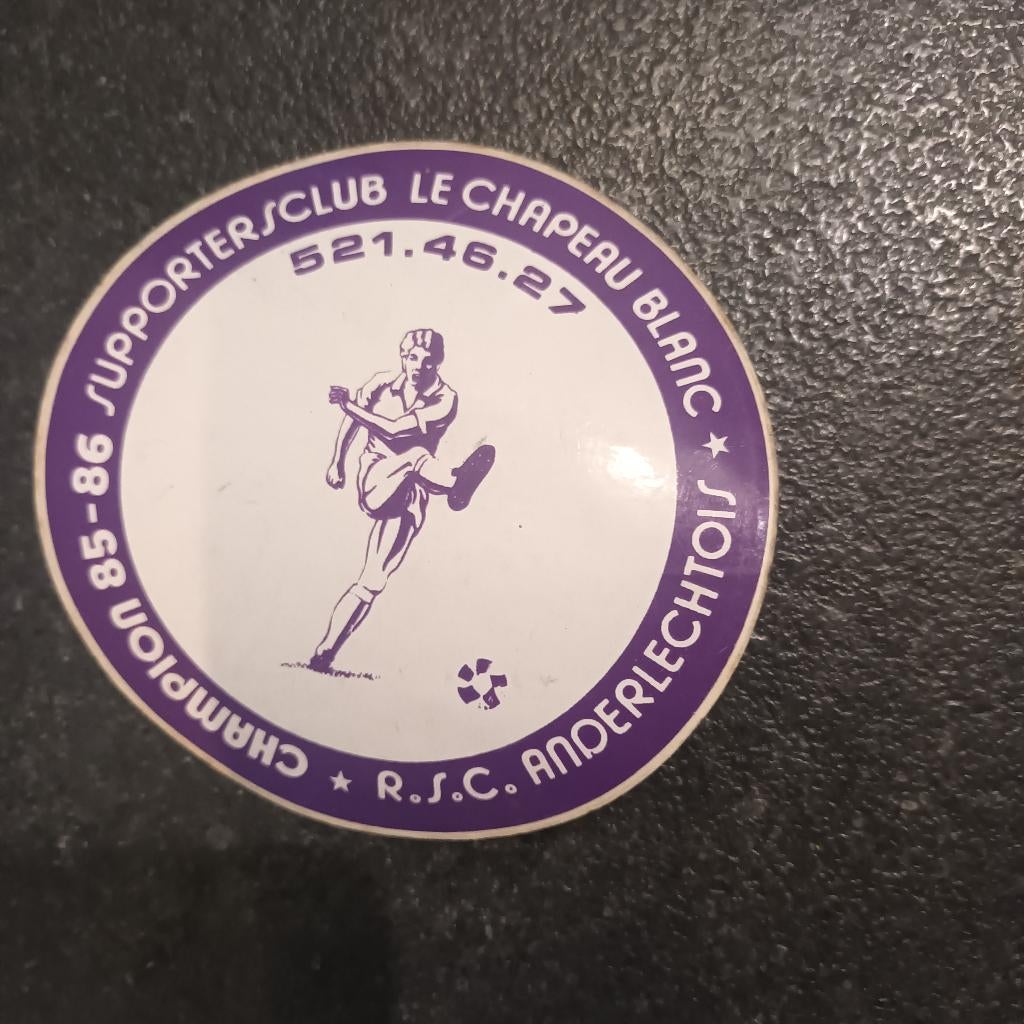 SUPPORTERSCLUB LE CHAPEAU BLANC
★ R.S.C. ANDERLECHTOIS ★
CHAMPION 85-86
521.46.27